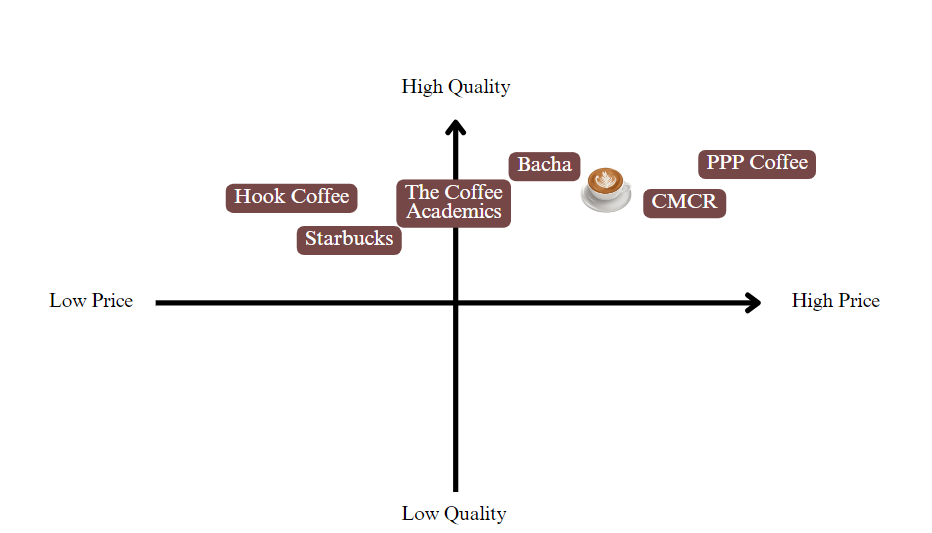 High Quality
Bacha
PPP Coffee
Hook Coffee
The Coffee
Academics
CMCR
Starbucks
Low Price
High Price
Low Quality